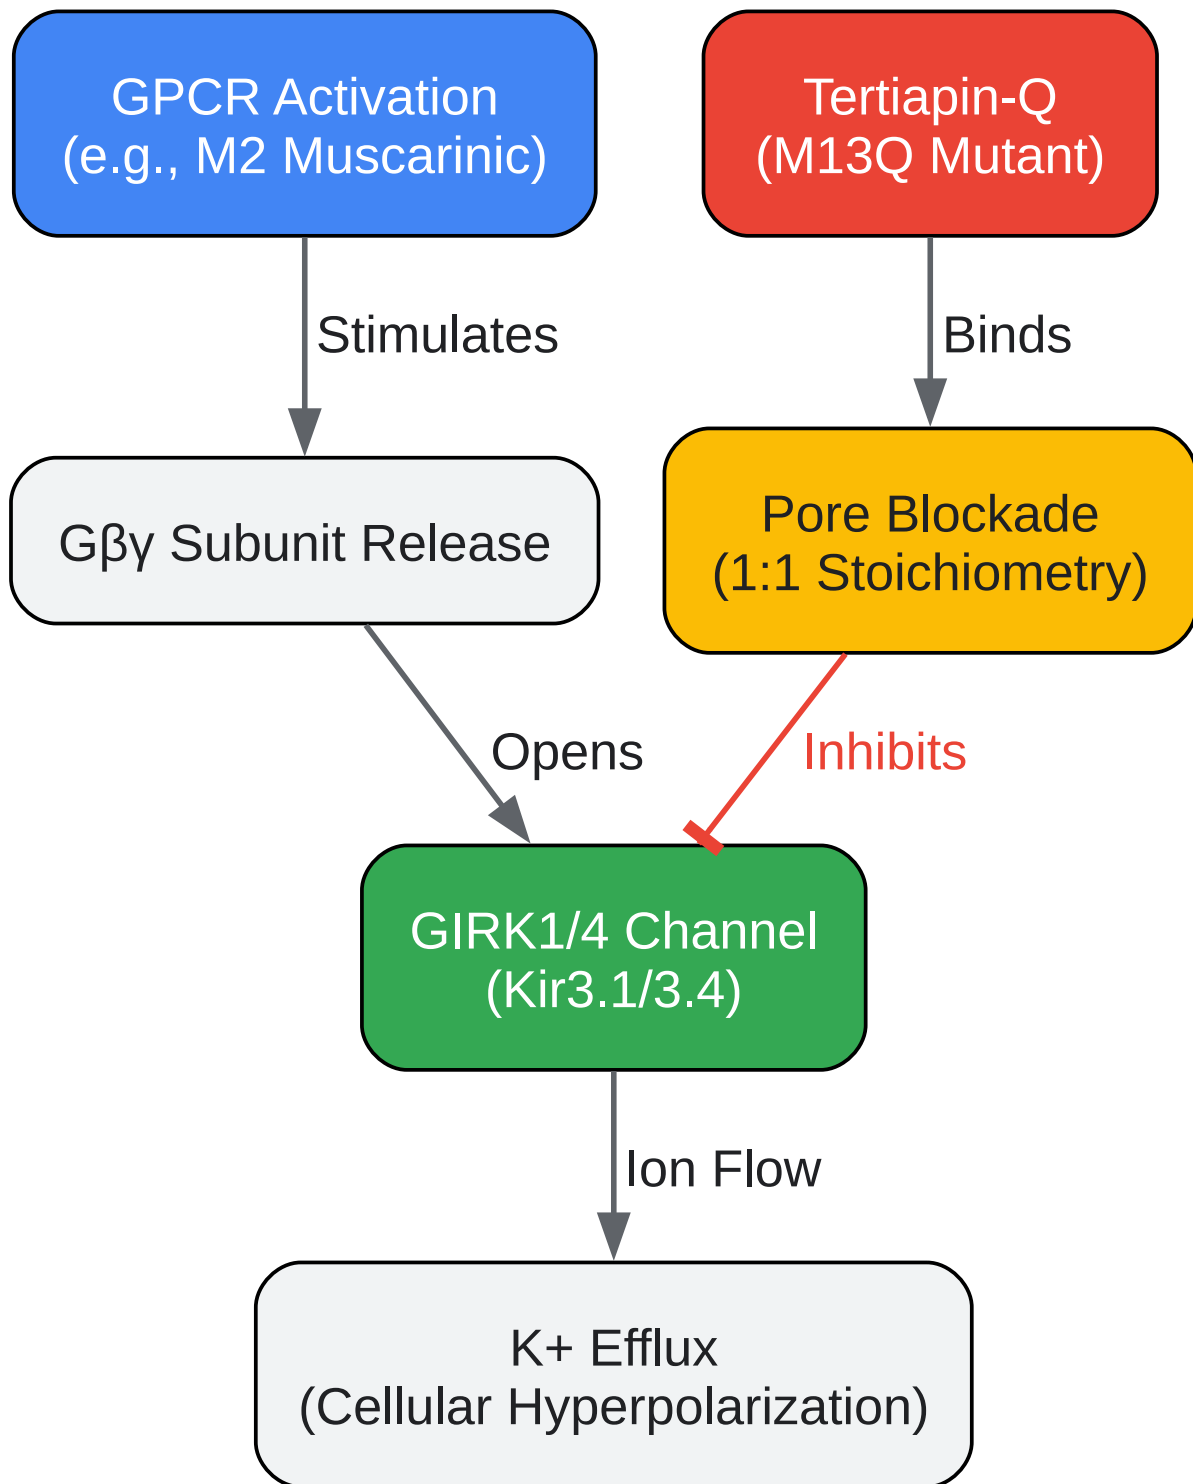 GPCR Activation
(e.g., M2 Muscarinic)
Tertiapin-Q
(M13Q Mutant)
Stimulates
Binds
Gβγ Subunit Release
Pore Blockade
(1:1 Stoichiometry)
Opens
Inhibits
GIRK1/4 Channel
(Kir3.1/3.4)
Ion Flow
K+ Efflux
(Cellular Hyperpolarization)